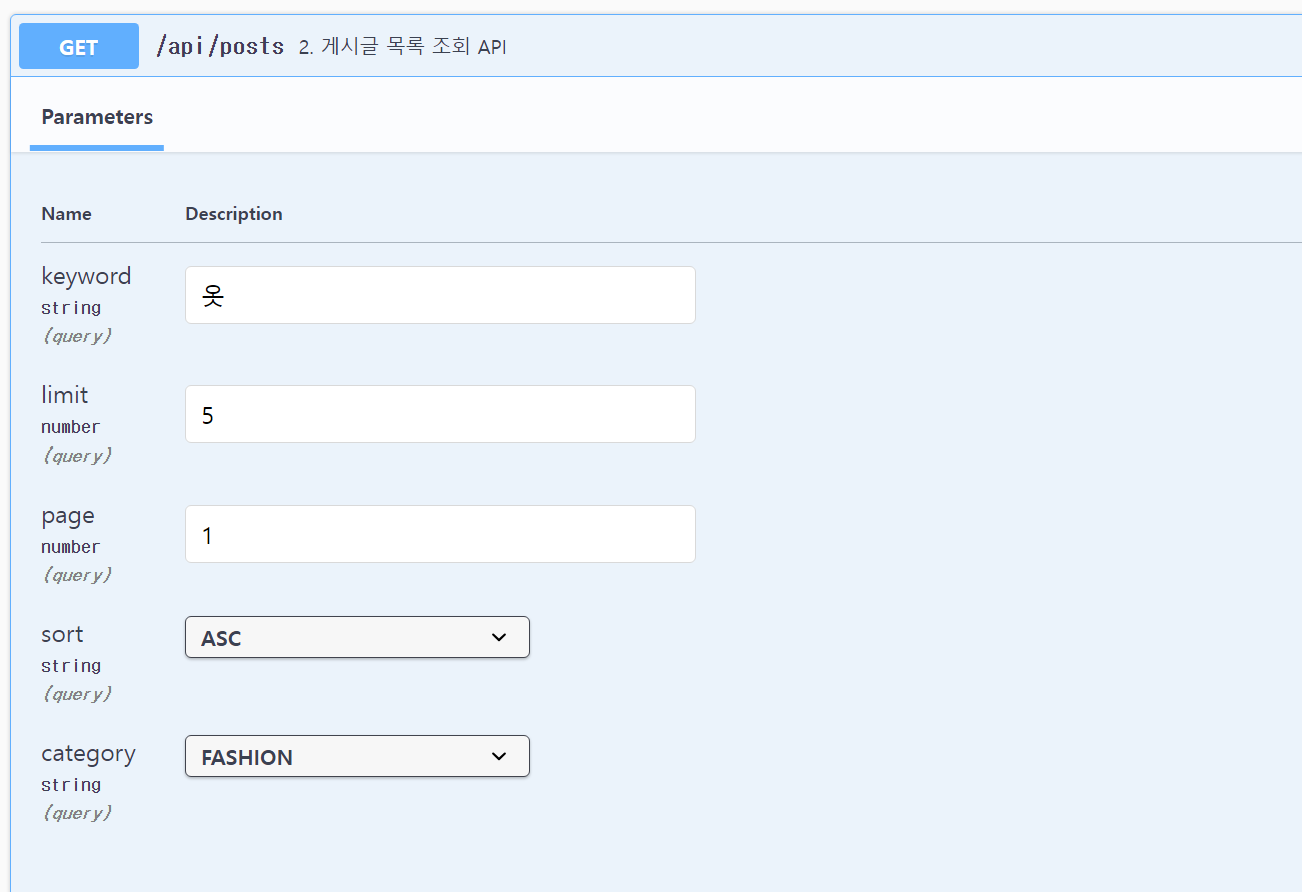 GET /api/posts 2. 게시글 목록 조회 API
Parameters
Name Description
keyword
string
(query)
옷
limit
number
(query)
5
page
number
(query)
1
sort
string
(query)
ASC
category
string
(query)
FASHION